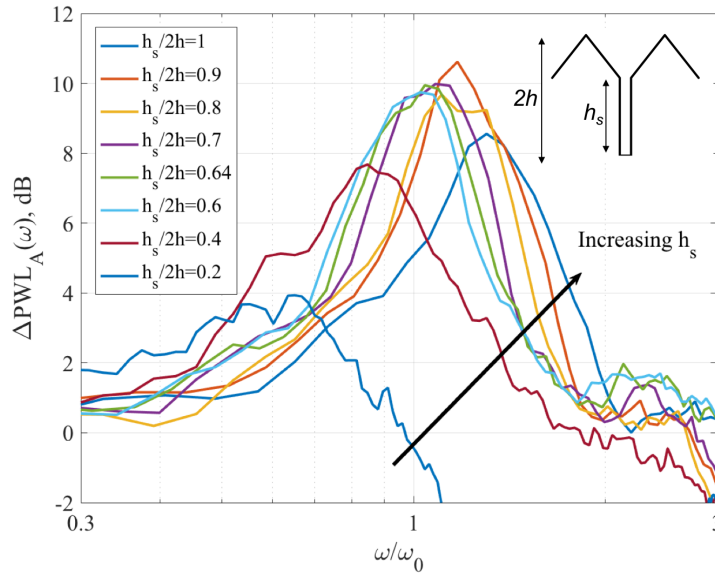 12
10
8
6
4
2
0
-2
ΔPWL_A(ω), dB
h_s/2h=1
h_s/2h=0.9
h_s/2h=0.8
h_s/2h=0.7
h_s/2h=0.64
h_s/2h=0.6
h_s/2h=0.4
h_s/2h=0.2
2h
h_s
Increasing h_s
0.3
1
3
ω/ω_0